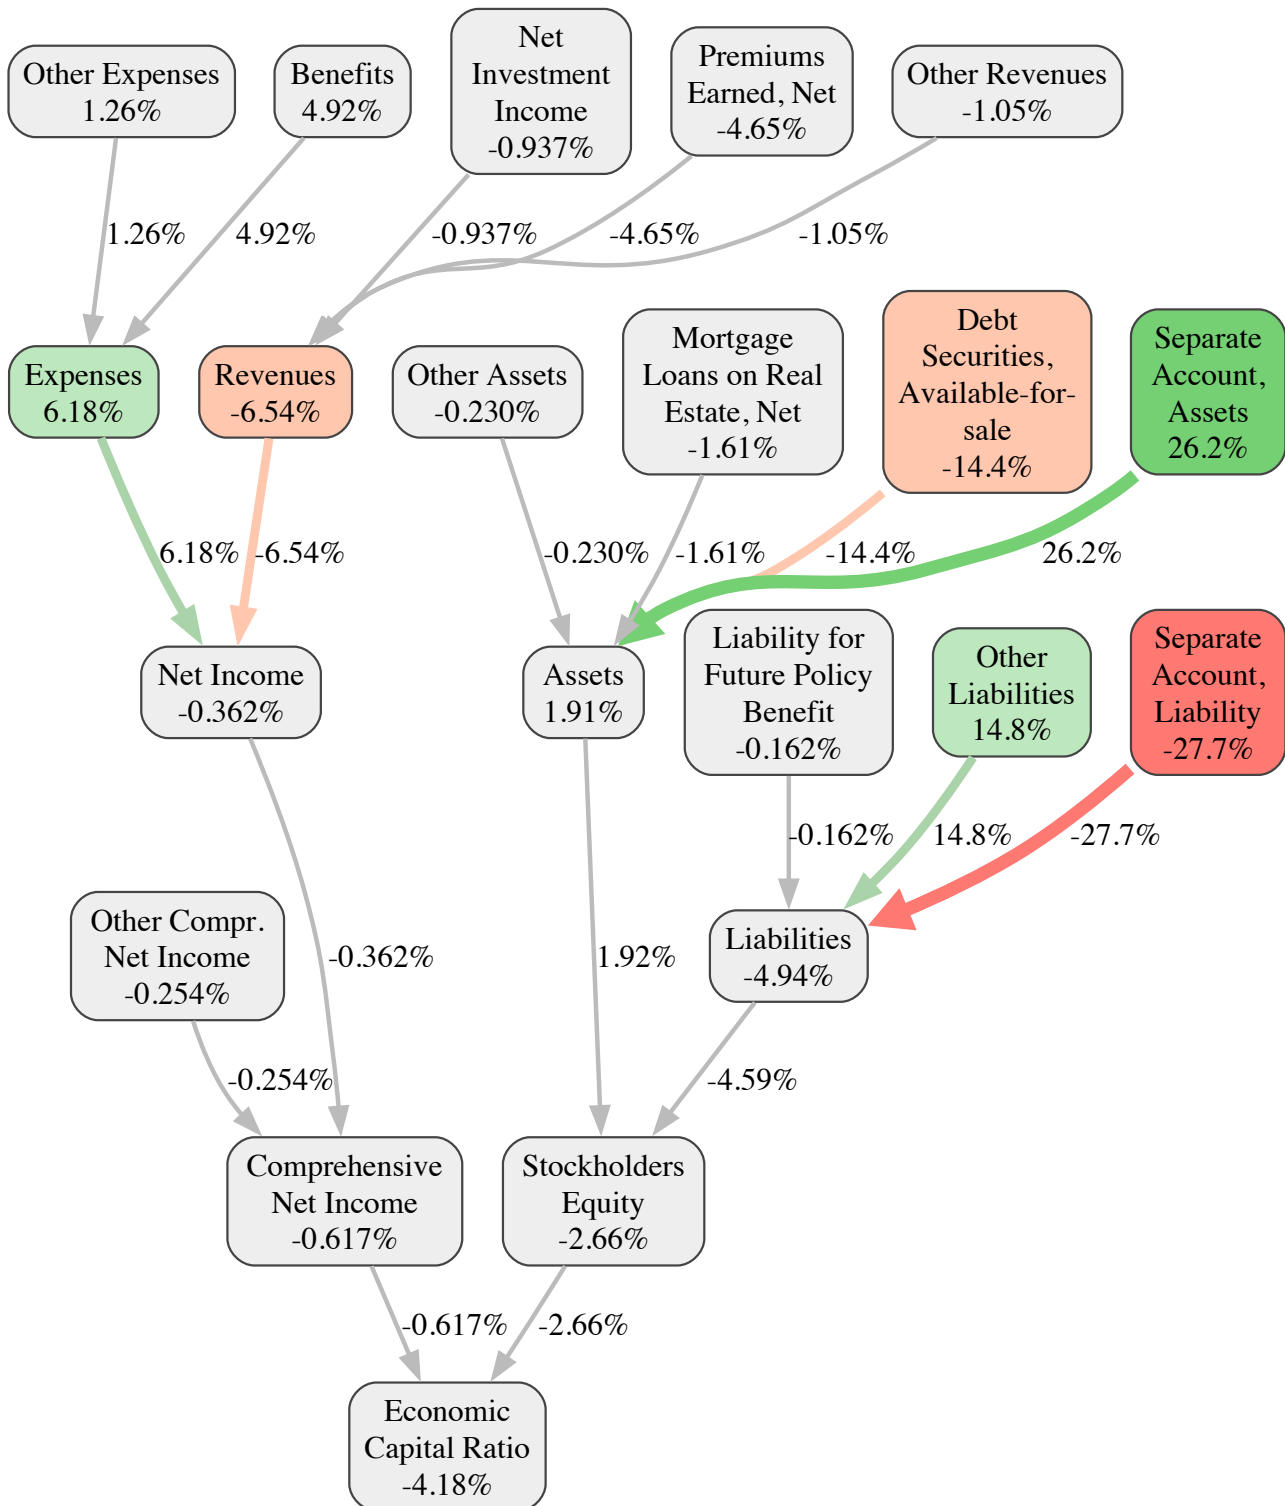 Other Expenses
1.26%
Benefits
4.92%
Net
Investment
Income
-0.937%
Premiums
Earned, Net
-4.65%
Other Revenues
-1.05%
1.26%
4.92%
-0.937%
-4.65%
-1.05%
Expenses
6.18%
Revenues
-6.54%
Other Assets
-0.230%
Mortgage
Loans on Real
Estate, Net
-1.61%
Debt
Securities,
Available-for-
sale
-14.4%
Separate
Account,
Assets
26.2%
6.18%
-6.54%
-0.230%
-1.61%
-14.4%
26.2%
Net Income
-0.362%
Assets
1.91%
Liability for
Future Policy
Benefit
-0.162%
Other
Liabilities
14.8%
Separate
Account,
Liability
-27.7%
-0.162%
14.8%
-27.7%
Other Compr.
Net Income
-0.254%
-0.362%
1.92%
Liabilities
-4.94%
-0.254%
-4.59%
Comprehensive
Net Income
-0.617%
Stockholders
Equity
-2.66%
-0.617%
-2.66%
Economic
Capital Ratio
-4.18%